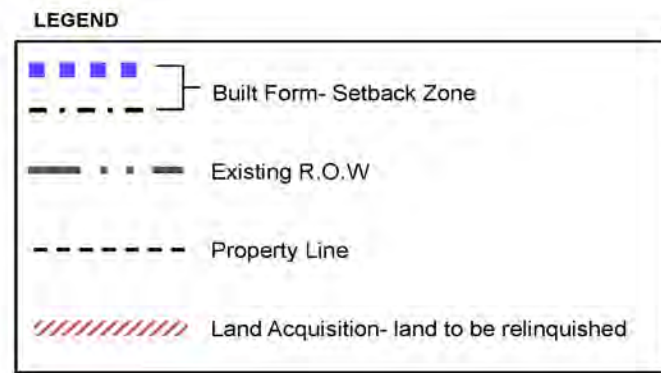 LEGEND
Built Form- Setback Zone
Existing R.O.W
Property Line
Land Acquisition- land to be relinquished